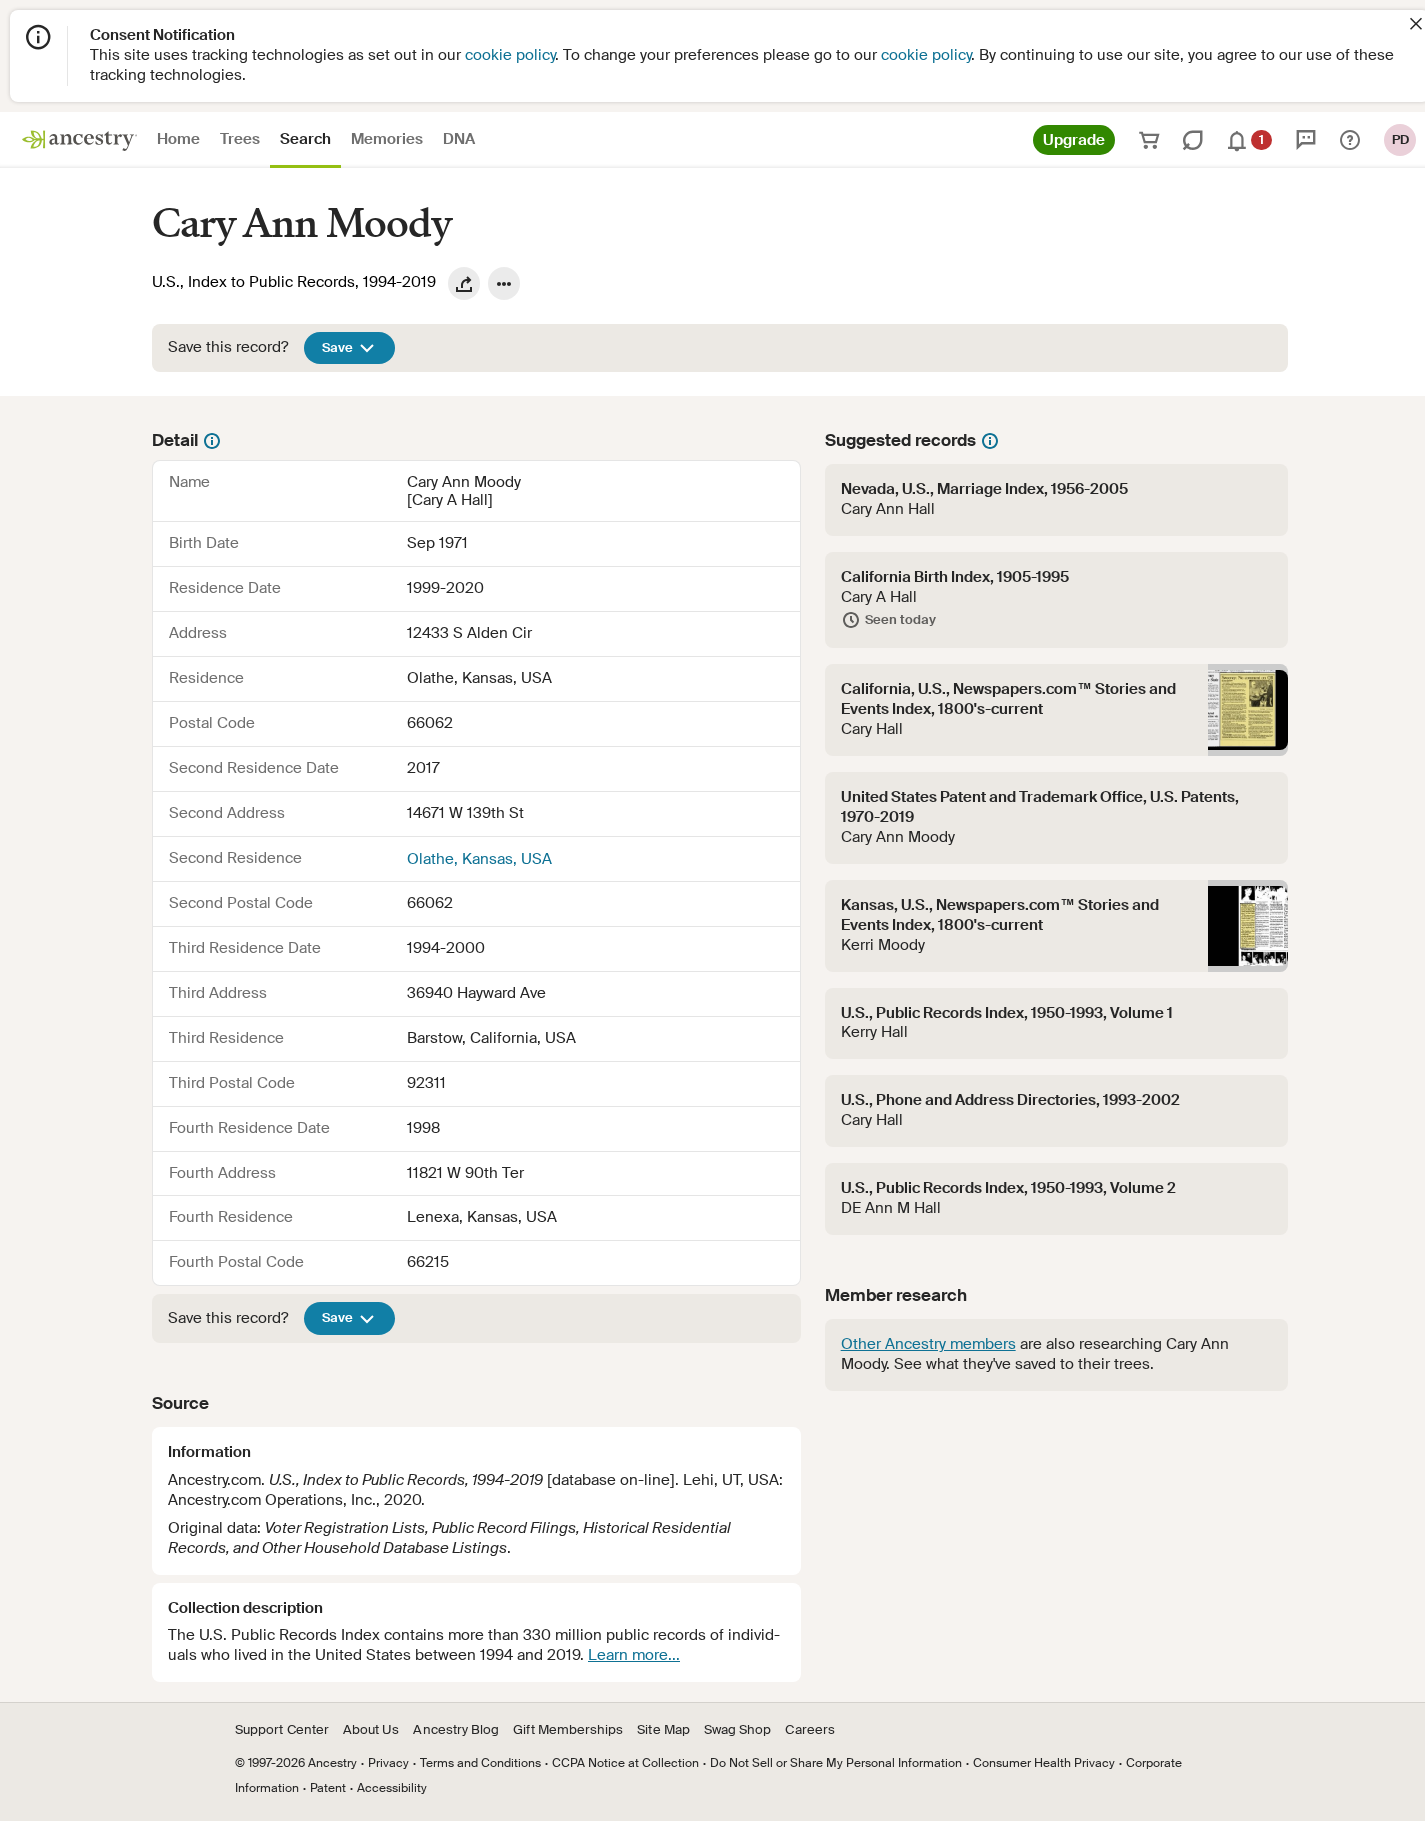 Consent Notification
This site uses tracking technologies as set out in our cookie policy. To change your preferences please go to our cookie policy. By continuing to use our site, you agree to our use of these
tracking technologies.
ancestry Home Trees Search Memories DNA Upgrade 1 PD
Cary Ann Moody
U.S., Index to Public Records, 1994-2019
Save this record? Save
Detail
Name Cary Ann Moody
[Cary A Hall]
Birth Date Sep 1971
Residence Date 1999-2020
Address 12433 S Alden Cir
Residence Olathe, Kansas, USA
Postal Code 66062
Second Residence Date 2017
Second Address 14671 W 139th St
Second Residence Olathe, Kansas, USA
Second Postal Code 66062
Third Residence Date 1994-2000
Third Address 36940 Hayward Ave
Third Residence Barstow, California, USA
Third Postal Code 92311
Fourth Residence Date 1998
Fourth Address 11821 W 90th Ter
Fourth Residence Lenexa, Kansas, USA
Fourth Postal Code 66215
Save this record? Save
Source
Information
Ancestry.com. U.S., Index to Public Records, 1994-2019 [database on-line]. Lehi, UT, USA:
Ancestry.com Operations, Inc., 2020.
Original data: Voter Registration Lists, Public Record Filings, Historical Residential
Records, and Other Household Database Listings.
Collection description
The U.S. Public Records Index contains more than 330 million public records of individ-
uals who lived in the United States between 1994 and 2019. Learn more...
Suggested records
Nevada, U.S., Marriage Index, 1956-2005
Cary Ann Hall
California Birth Index, 1905-1995
Cary A Hall
Seen today
California, U.S., Newspapers.com™ Stories and
Events Index, 1800's-current
Cary Hall
United States Patent and Trademark Office, U.S. Patents,
1970-2019
Cary Ann Moody
Kansas, U.S., Newspapers.com™ Stories and
Events Index, 1800's-current
Kerri Moody
U.S., Public Records Index, 1950-1993, Volume 1
Kerry Hall
U.S., Phone and Address Directories, 1993-2002
Cary Hall
U.S., Public Records Index, 1950-1993, Volume 2
DE Ann M Hall
Member research
Other Ancestry members are also researching Cary Ann
Moody. See what they've saved to their trees.
Support Center About Us Ancestry Blog Gift Memberships Site Map Swag Shop Careers
© 1997-2026 Ancestry • Privacy • Terms and Conditions • CCPA Notice at Collection • Do Not Sell or Share My Personal Information • Consumer Health Privacy • Corporate
Information • Patent • Accessibility